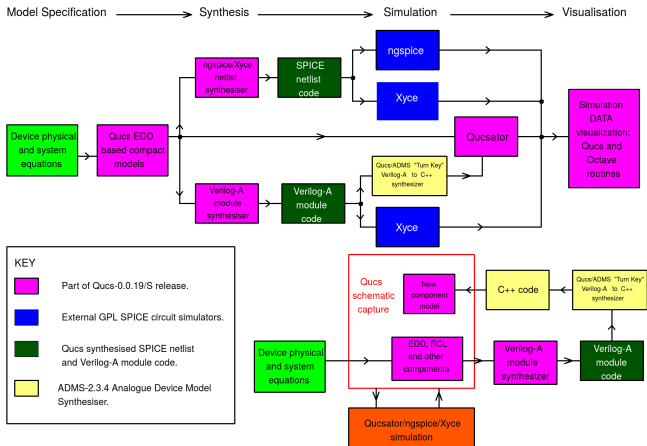 Model Specification
Synthesis
Simulation
Visualisation
ngspice/Xyce
netlist
synthesiser
SPICE
netlist
code
ngspice
Xyce
Device physical
and system
equations
Qucs EDD
based compact
models
Qucsator
Simulation
DATA
visualization:
Qucs and
Octave
routines
Verilog-A
module
synthesiser
Verilog-A
module
code
Qucs/ADMS "Turn Key"
Verilog-A to C++
synthesizer
Xyce
KEY
Part of Qucs-0.0.19/S release.
External GPL SPICE circuit simulators.
Qucs synthesised SPICE netlist
and Verilog-A module code.
ADMS-2.3.4 Analogue Device Model
Synthesiser.
Qucs
schematic
capture
New
component
model
C++ code
Qucs/ADMS "Turn Key"
Verilog-A to C++
synthesizer
Device physical
and system
equations
EDD, RCL
and other
components
Verilog-A
module
synthesizer
Verilog-A
module
code
Qucsator/ngspice/Xyce
simulation